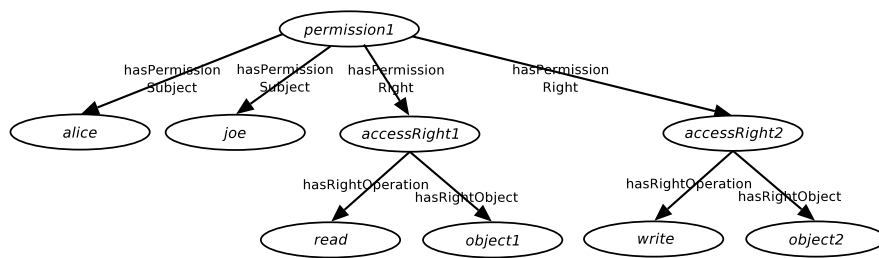 permission1
hasPermission
Subject
hasPermission
Subject
hasPermission
Right
hasPermission
Right
alice
joe
accessRight1
accessRight2
hasRightOperation
hasRightObject
hasRightOperation
hasRightObject
read
object1
write
object2